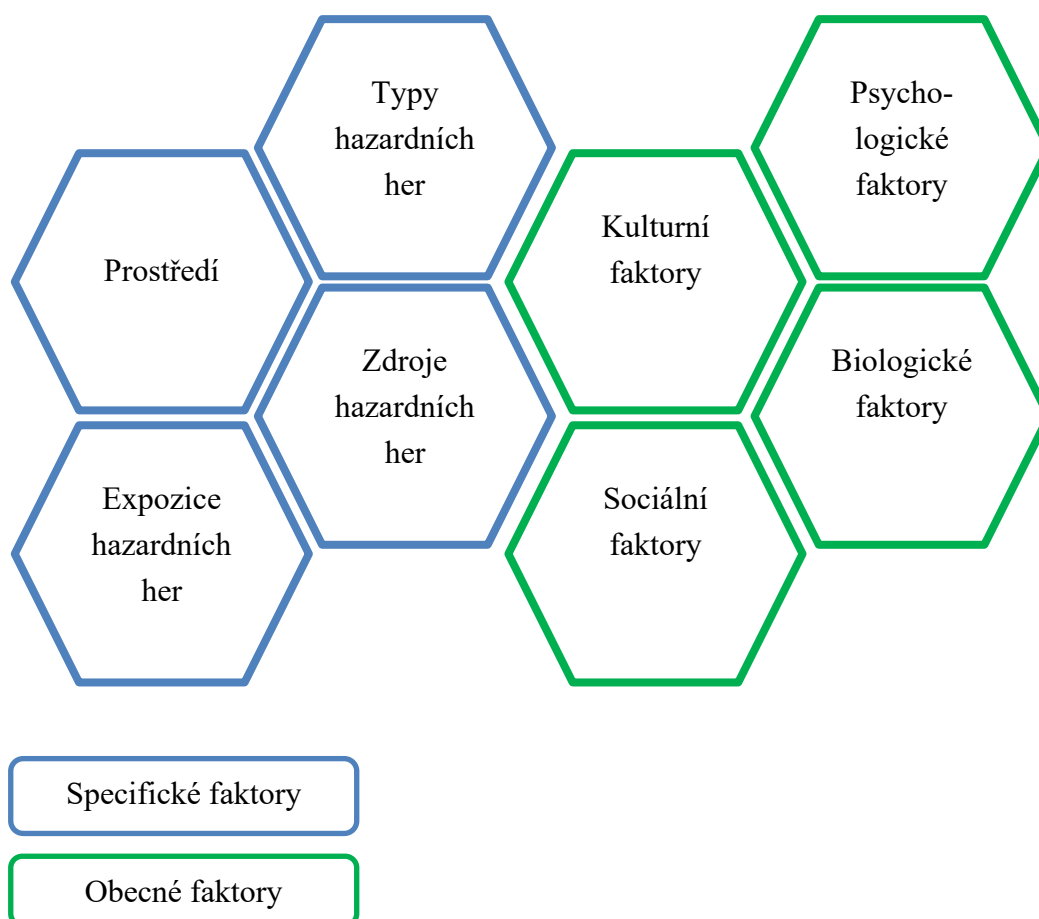 Typy
hazardních
her
Psycho-
logické
faktory
Prostředí
Kulturní
faktory
Zdroje
hazardních
her
Biologické
faktory
Expozice
hazardních
her
Sociální
faktory
Specifické faktory
Obecné faktory